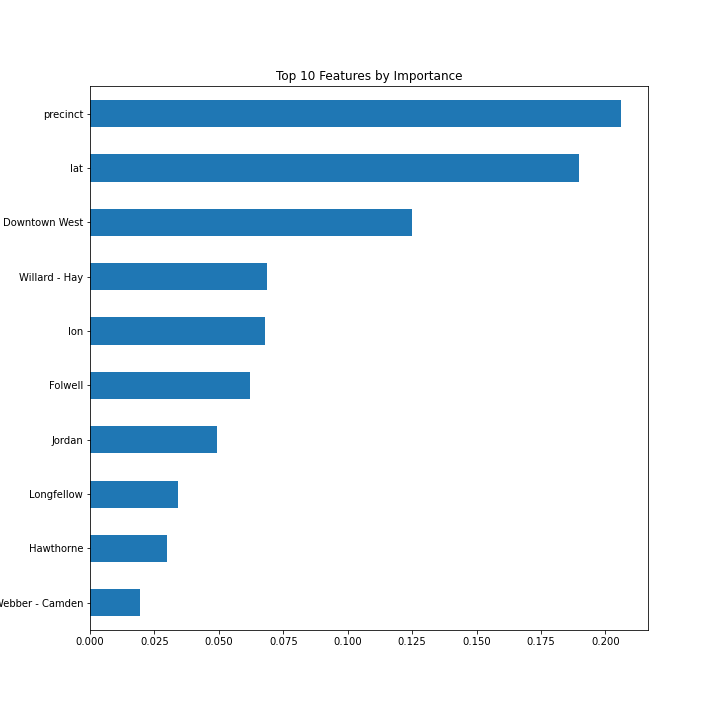 Top 10 Features by Importance
precinct
lat
Downtown West
Willard - Hay
lon
Folwell
Jordan
Longfellow
Hawthorne
Webber - Camden
0.000 0.025 0.050 0.075 0.100 0.125 0.150 0.175 0.200